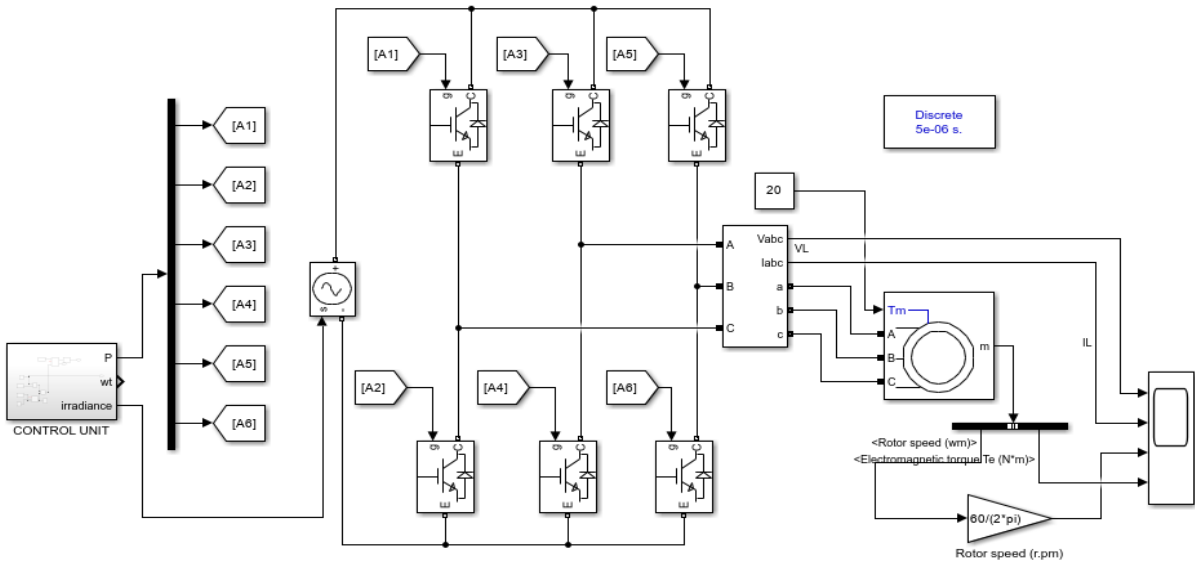 [A1]
[A3]
[A5]
g
C
E
g
C
E
g
C
E
Discrete
5e-06 s.
[A1]
[A2]
[A3]
[A4]
[A5]
[A6]
20
+
s
-
A
B
C
Vabc
Iabc
a
b
c
VL
IL
Tm
A
B
C
m
P
wt
irradiance
CONTROL UNIT
[A2]
[A4]
[A6]
g
C
E
g
C
E
g
C
E
<Rotor speed (wm)>
<Electromagnetic torque Te (N*m)>
60/(2*pi)
Rotor speed (r.pm)